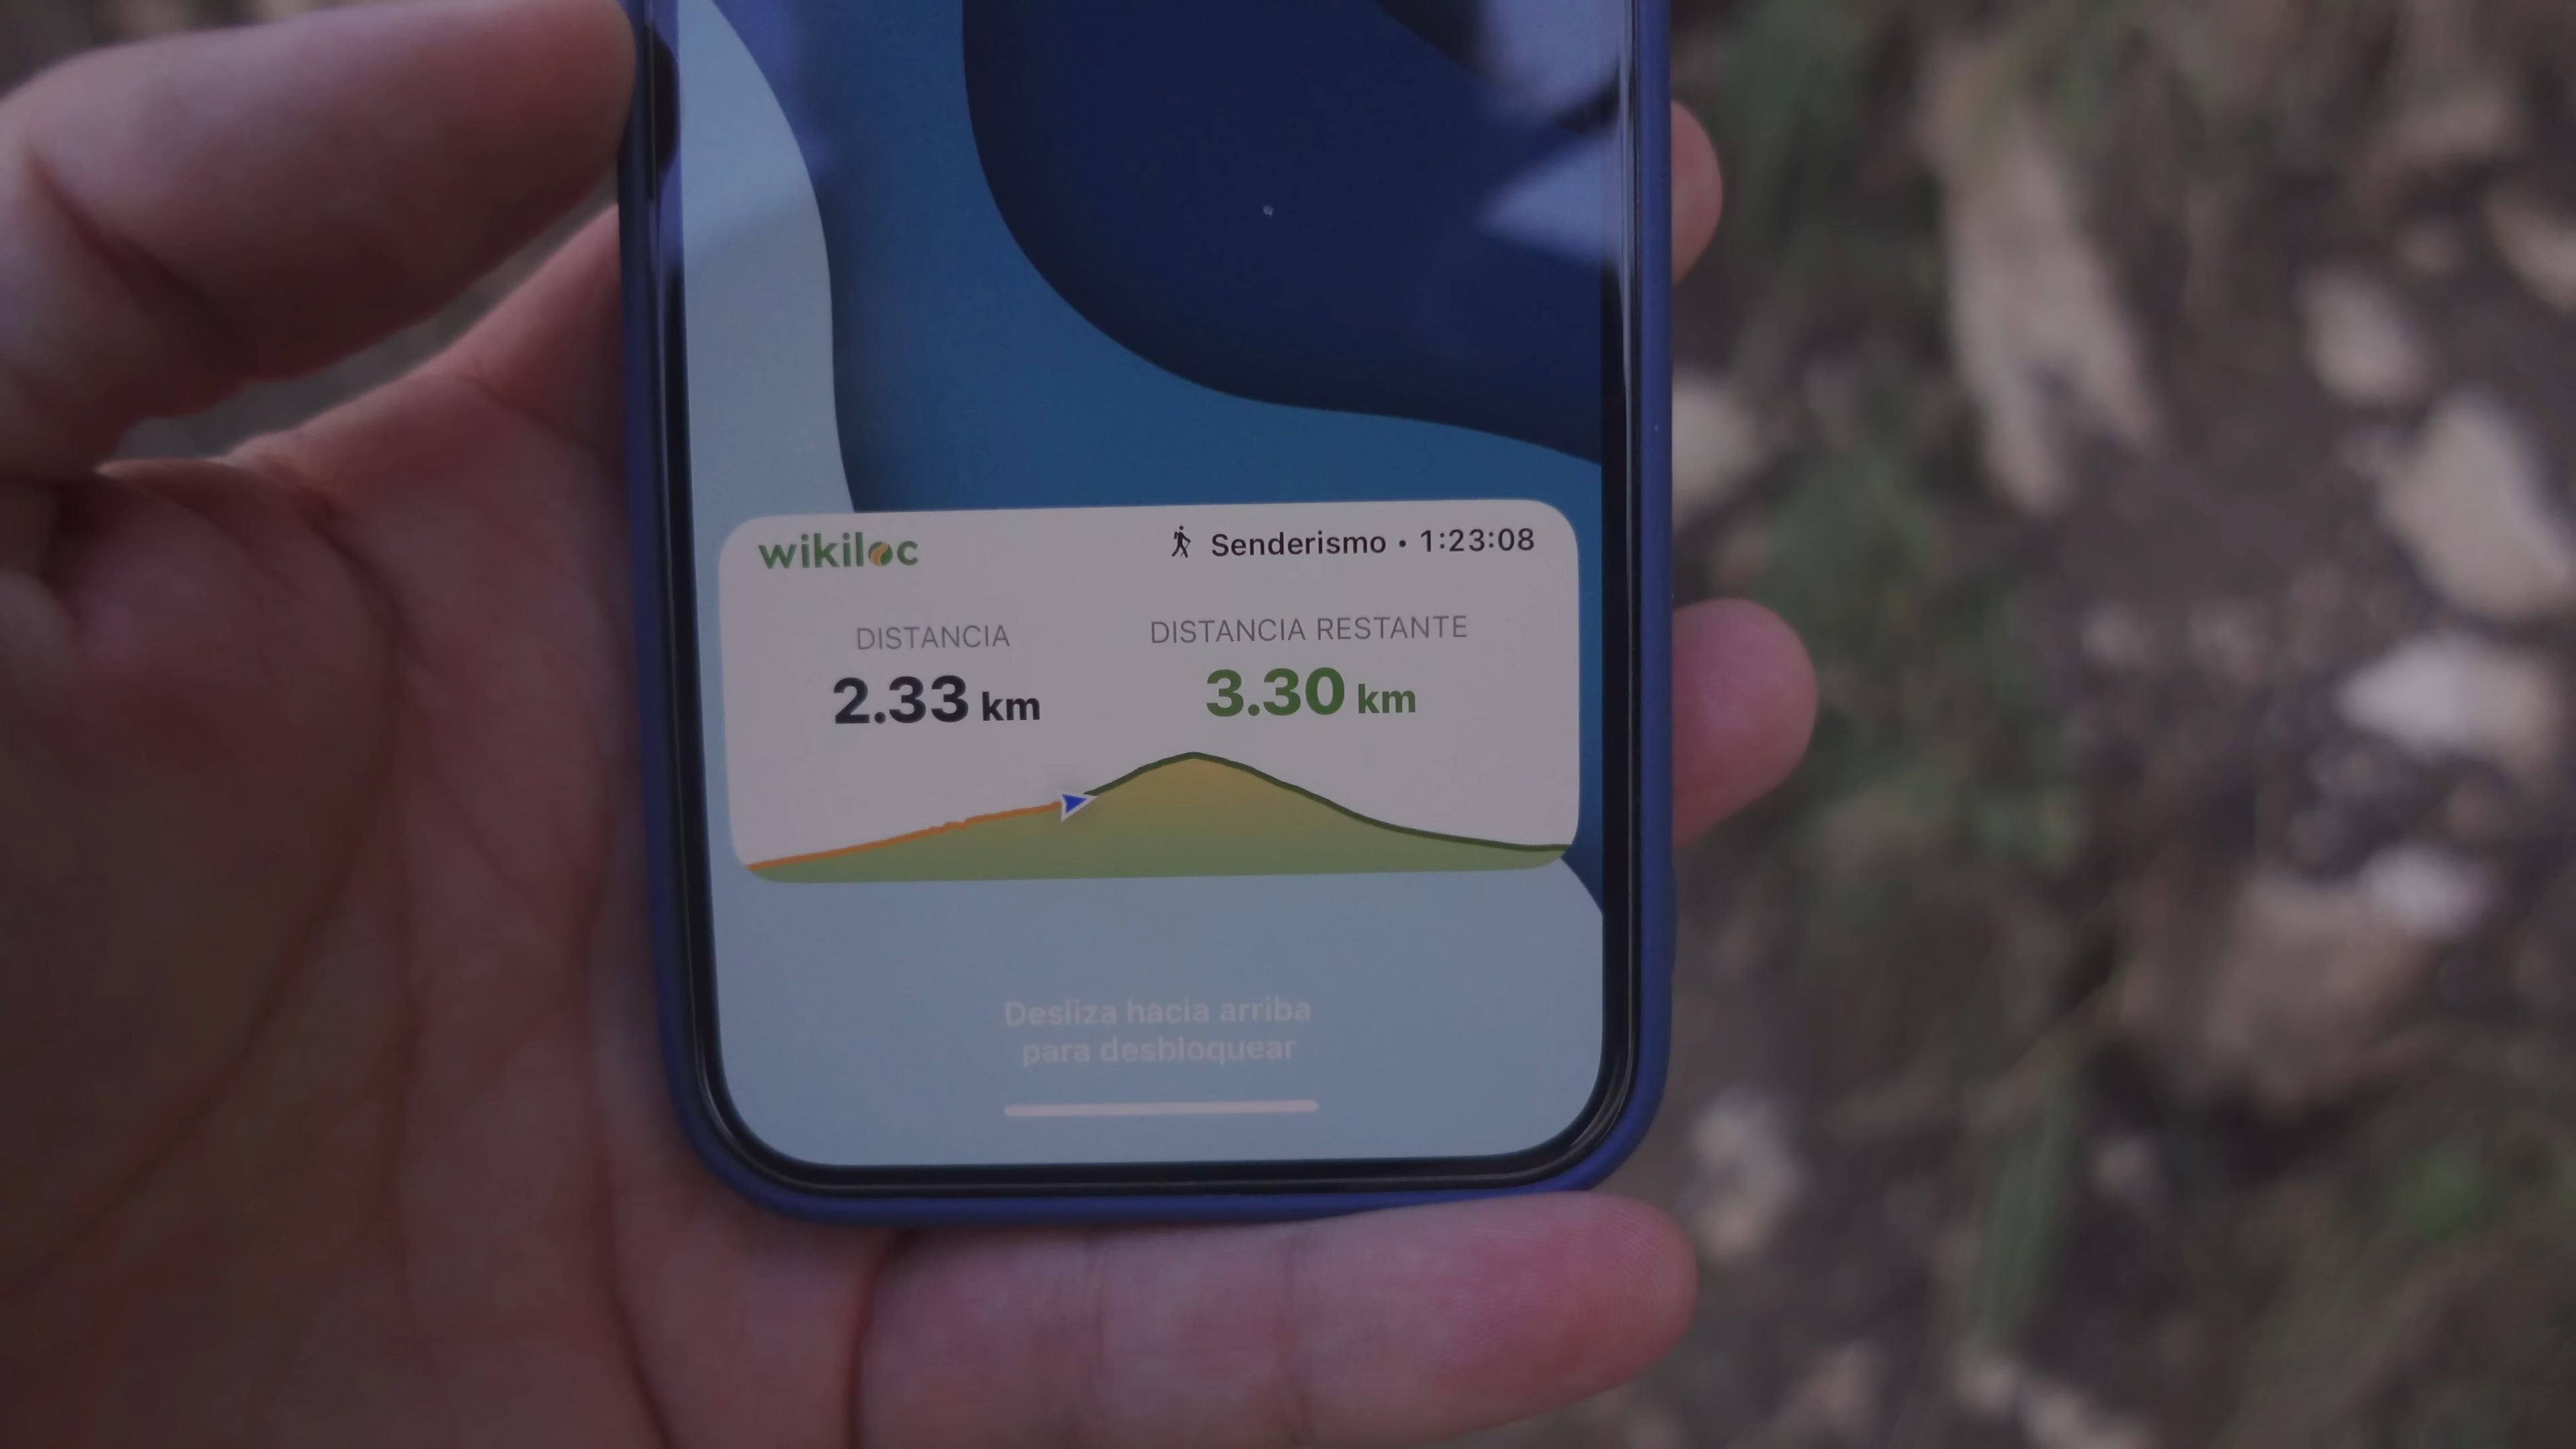 wikiloc
Senderismo • 1:23:08
DISTANCIA
DISTANCIA RESTANTE
2.33 km
3.30 km
Desliza hacia arriba
para desbloquear